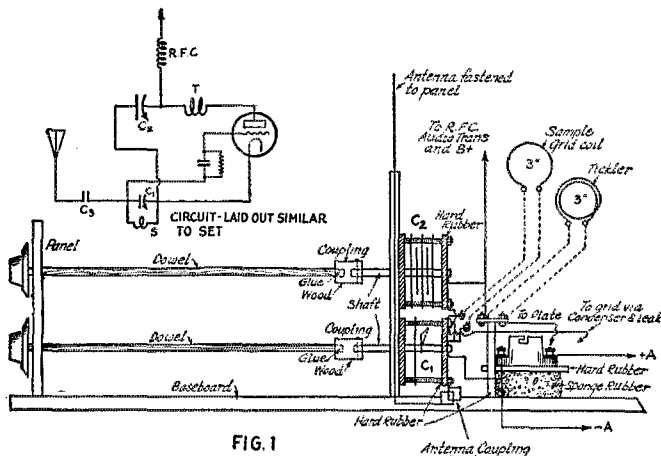 R.F.C
T
C2
C3
C1
S
CIRCUIT-LAID OUT SIMILAR
TO SET
Antenna fastened
to panel
To R.F.C.
Audio Trans
and B+
Sample
Grid coil
3"
Tickler
3"
Panel
Dowel
Coupling
Glue
Wood
Shaft
C2
Hard Rubber
To Plate
To grid via
Condenser & leak
Dowel
Coupling
Glue
Wood
C1
+A
Hard Rubber
Sponge Rubber
Baseboard
Hard Rubber
Antenna Coupling
-A
FIG. 1